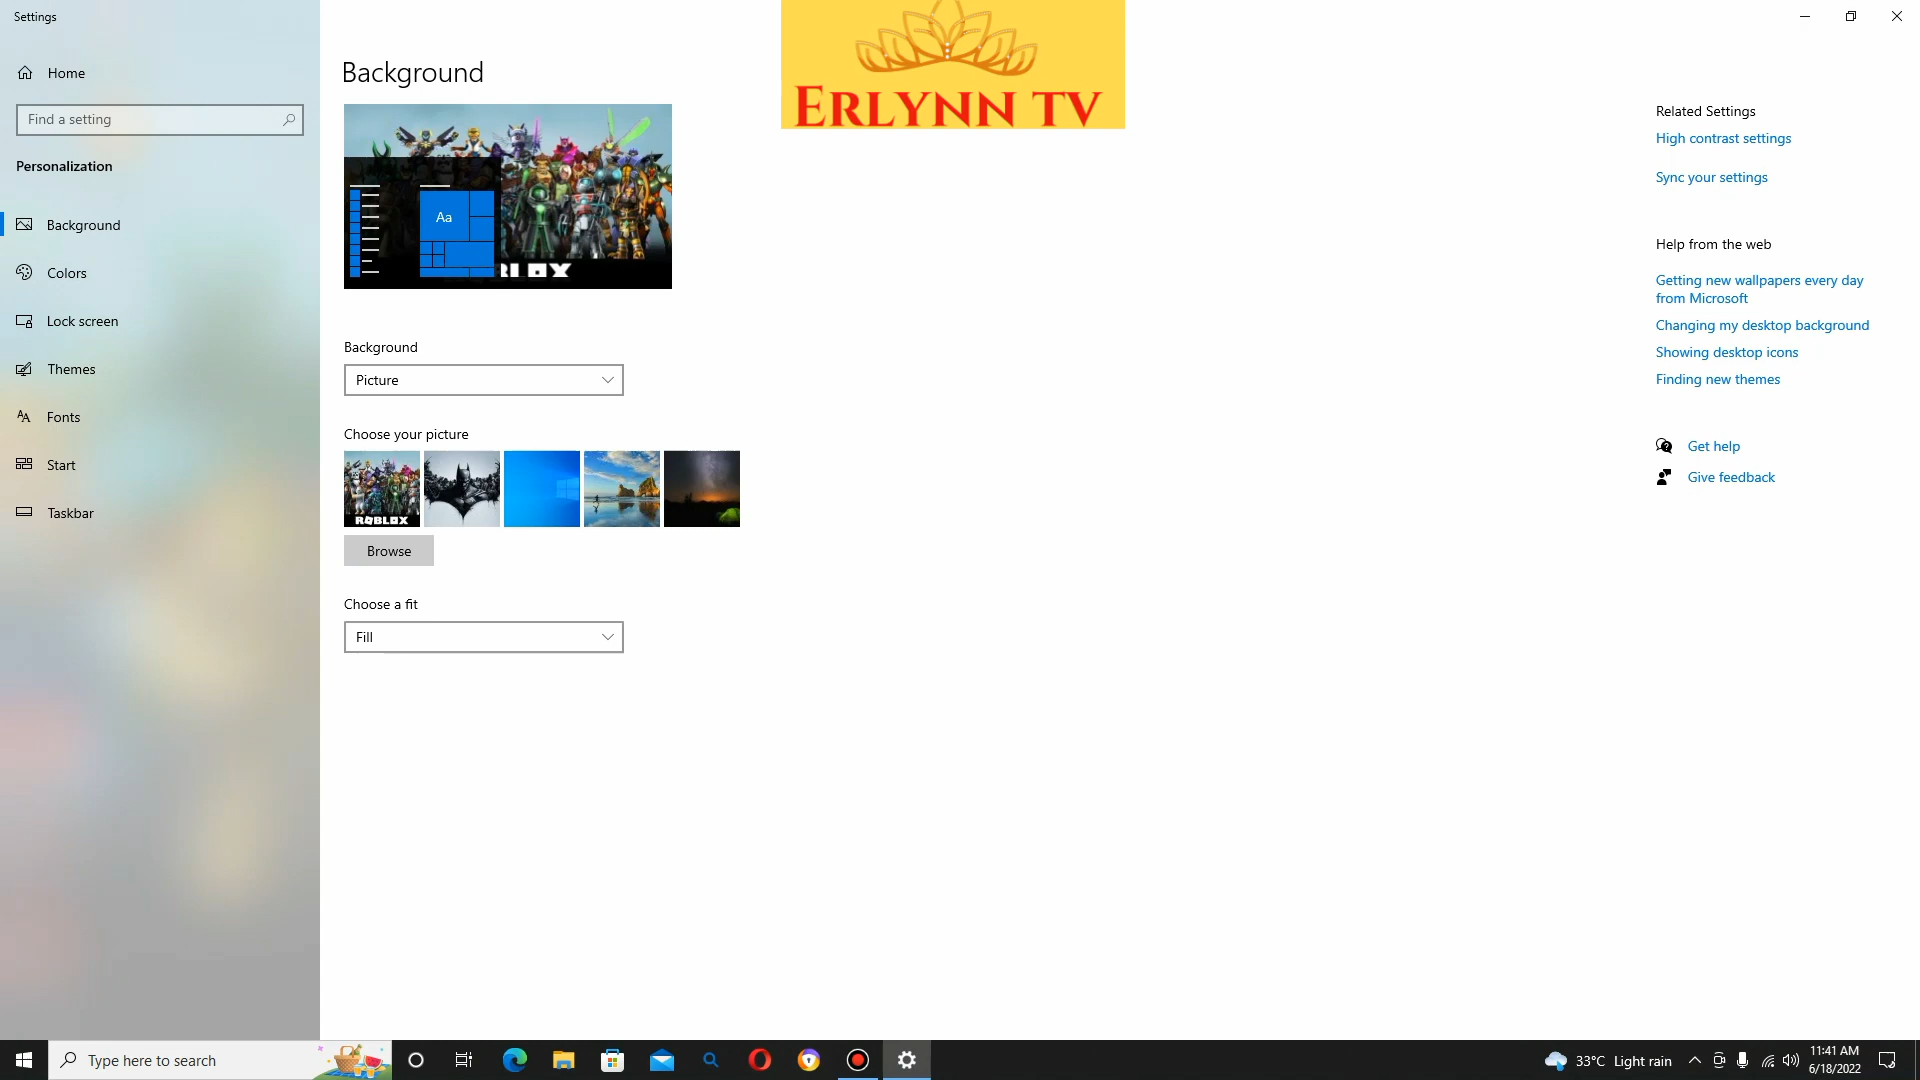 Settings
Home
Find a setting
Personalization
Background
Colors
Lock screen
Themes
Fonts
Start
Taskbar
Background
Aa
BLOX
Background
Picture
Choose your picture
ROBLOX
Browse
Choose a fit
Fill
ERLYNN TV
Related Settings
High contrast settings
Sync your settings
Help from the web
Getting new wallpapers every day
from Microsoft
Changing my desktop background
Showing desktop icons
Finding new themes
Get help
Give feedback
Type here to search
33°C Light rain
11:41 AM
6/18/2022